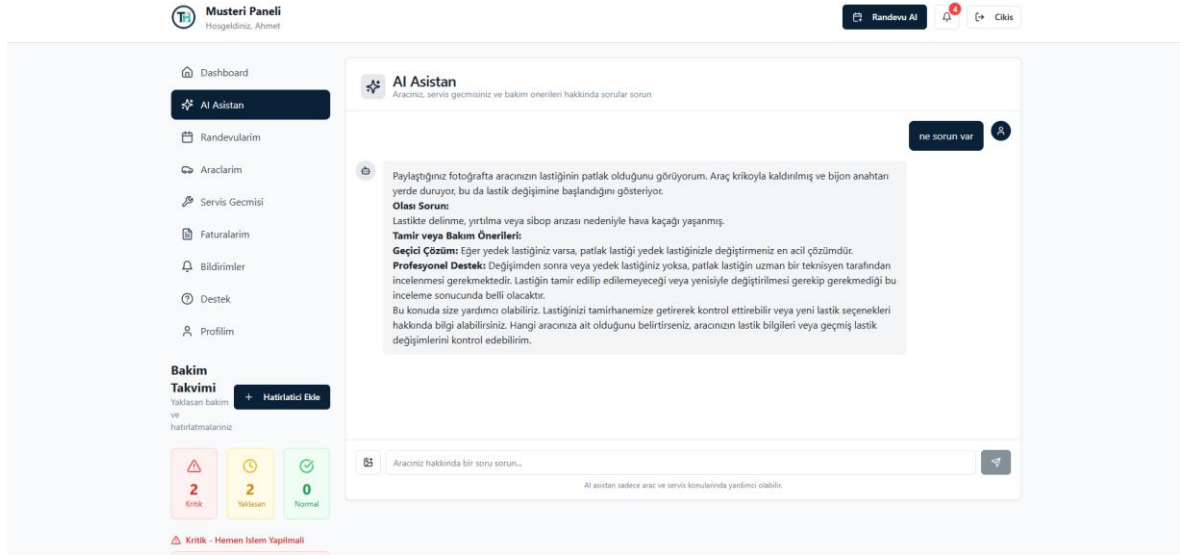 TH
Musteri Paneli
Hosgeldiniz, Ahmet
Randevu Al
4
Cikis
Dashboard
AI Asistan
Randevularim
Araclarim
Servis Gecmisi
Faturalarim
Bildirimler
Destek
Profilim
Bakim
Takvimi
Yaklasan bakim
ve
hatirlatmalariniz
+ Hatirlatici Ekle
2
Kritik
2
Yaklasan
0
Normal
Kritik - Hemen Islem Yapilmali
AI Asistan
Araciniz, servis gecmisiniz ve bakim onerileri hakkinda sorular sorun
ne sorun var
Paylaştığınız fotoğrafta aracınızın lastiğinin patlak olduğunu görüyorum. Araç krikoyla kaldırılmış ve bijon anahtarı
yerde duruyor, bu da lastik değişimine başlandığını gösteriyor.
Olası Sorun:
Lastikte delinme, yırtılma veya sibop arızası nedeniyle hava kaçağı yaşanmış.
Tamir veya Bakım Önerileri:
Geçici Çözüm: Eğer yedek lastiğiniz varsa, patlak lastiği yedek lastiğinizle değiştirmeniz en acil çözümdür.
Profesyonel Destek: Değişimden sonra veya yedek lastiğiniz yoksa, patlak lastiğin uzman bir teknisyen tarafından
incelenmesi gerekmektedir. Lastiğin tamir edilip edilemeyeceği veya yenisiyle değiştirilmesi gerekip gerekmediği bu
inceleme sonucunda belli olacaktır.
Bu konuda size yardımcı olabiliriz. Lastiğinizi tamirhanemize getirerek kontrol ettirebilir veya yeni lastik seçenekleri
hakkında bilgi alabilirsiniz. Hangi aracınıza ait olduğunu belirtirseniz, aracınızın lastik bilgileri veya geçmiş lastik
değişimlerini kontrol edebilirim.
Araciniz hakkinda bir soru sorun...
AI asistan sadece arac ve servis konularinda yardimci olabilir.